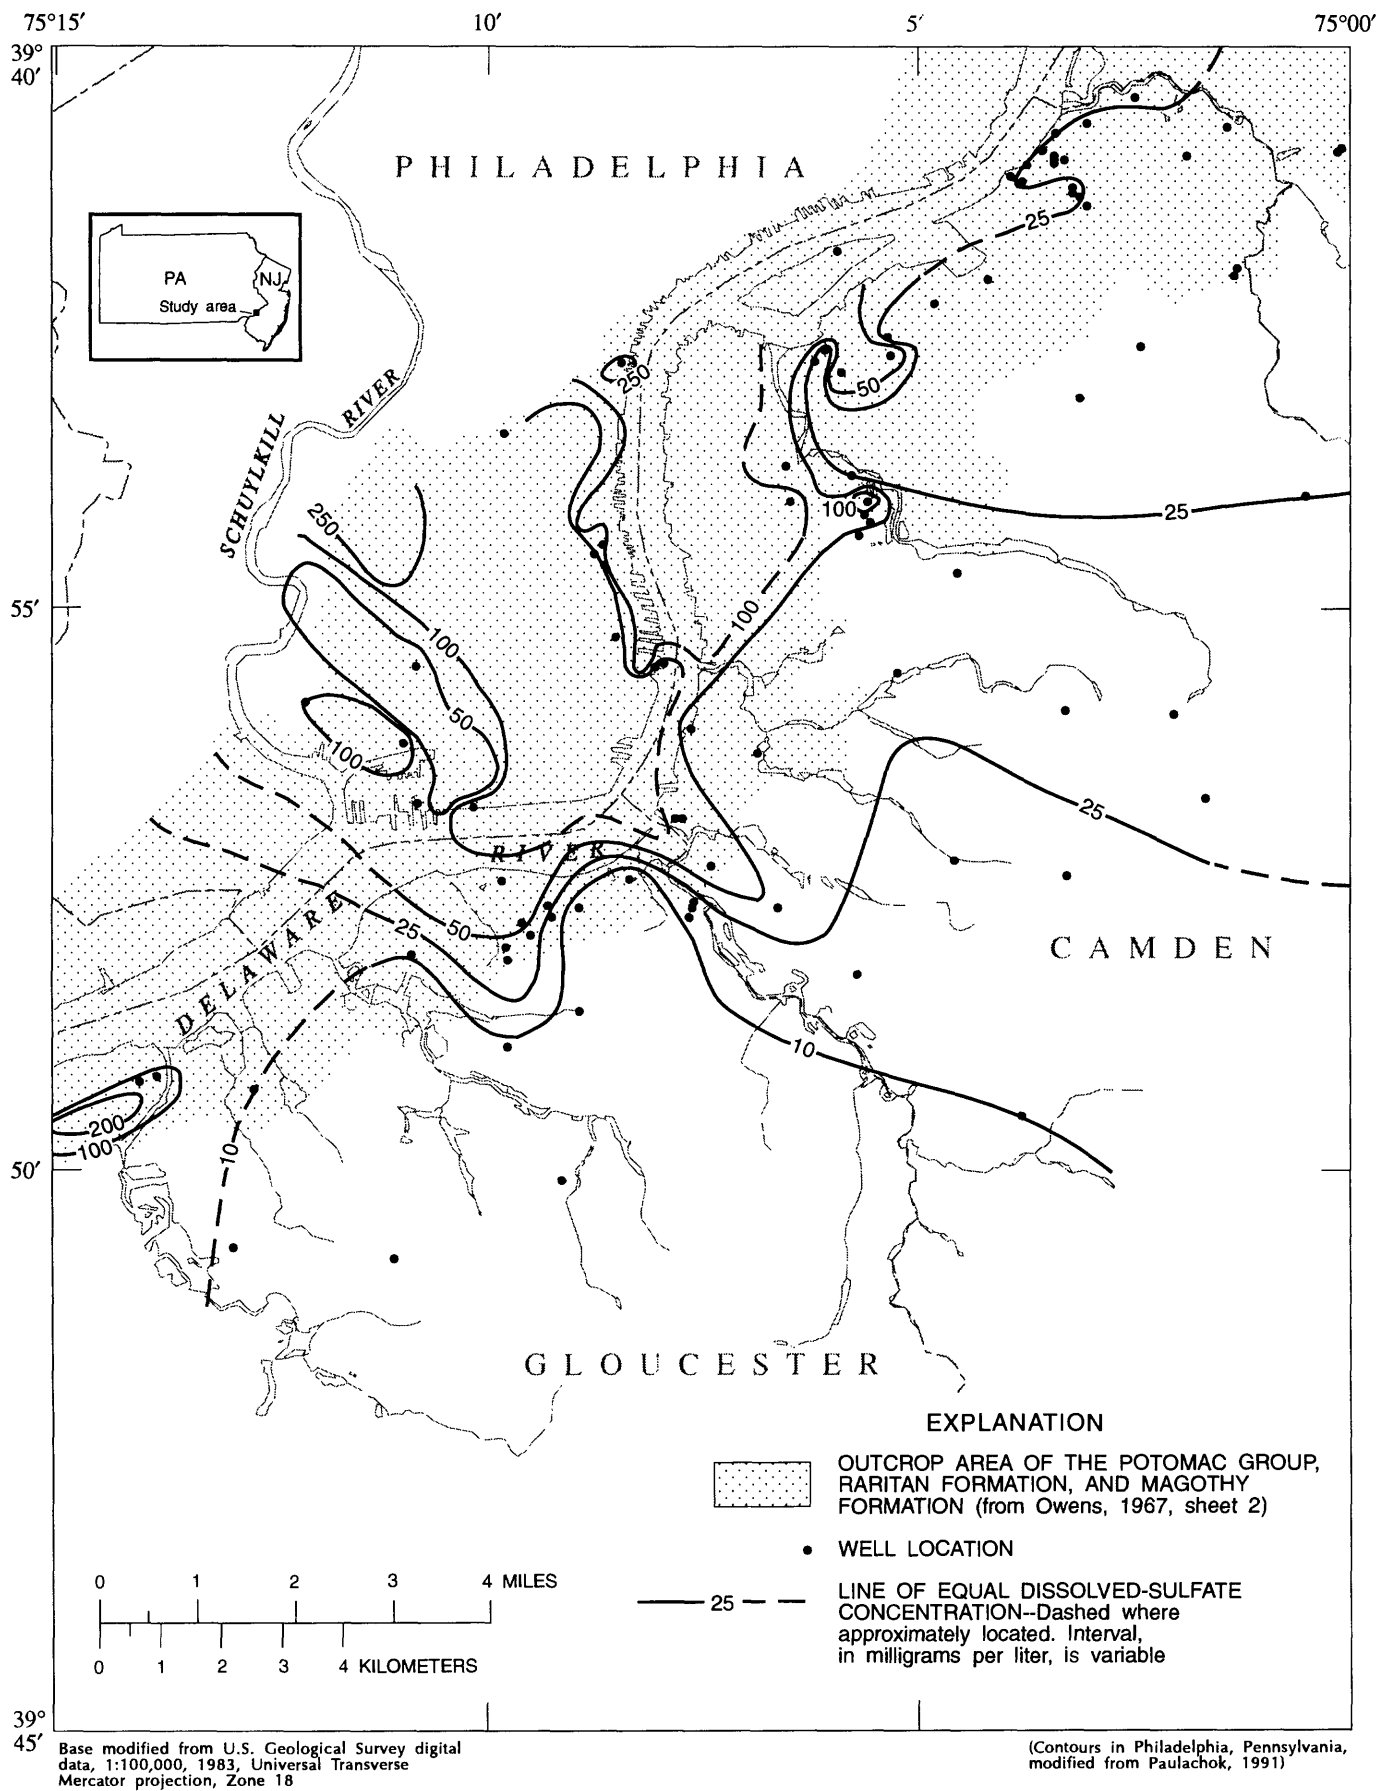 75°15′ 10′ 5′ 75°00′
39°
40′
PHILADELPHIA
PA
NJ
Study area
SCHUYLKILL RIVER
25
50
250
250
100
25
100
100
50
100
25
55′
RIVER
DELAWARE
50
25
CAMDEN
10
200
100
10
50′
GLOUCESTER
EXPLANATION
OUTCROP AREA OF THE POTOMAC GROUP,
RARITAN FORMATION, AND MAGOTHY
FORMATION (from Owens, 1967, sheet 2)
WELL LOCATION
25
LINE OF EQUAL DISSOLVED-SULFATE
CONCENTRATION--Dashed where
approximately located. Interval,
in milligrams per liter, is variable
0 1 2 3 4 MILES
0 1 2 3 4 KILOMETERS
39°
45′
Base modified from U.S. Geological Survey digital
data, 1:100,000, 1983, Universal Transverse
Mercator projection, Zone 18
(Contours in Philadelphia, Pennsylvania,
modified from Paulachok, 1991)